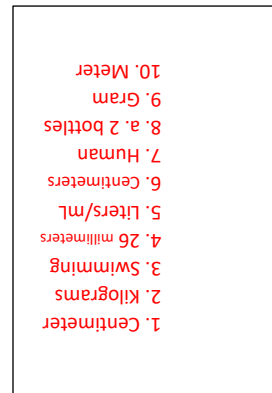 1. Centimeter
2. Kilograms
3. Swimming
4. 26 millimeters
5. Liters/mL
6. Centimeters
7. Human
8. a. 2 bottles
9. Gram
10. Meter